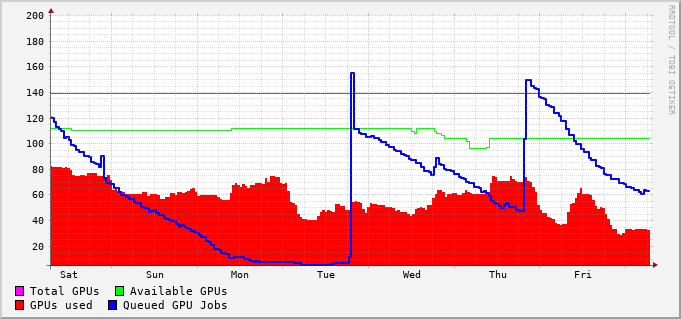 200
180
160
140
120
100
80
60
40
20
Sat Sun Mon Tue Wed Thu Fri
Total GPUs Available GPUs
GPUs used Queued GPU Jobs
RRDTOOL / TOBI OETIKER